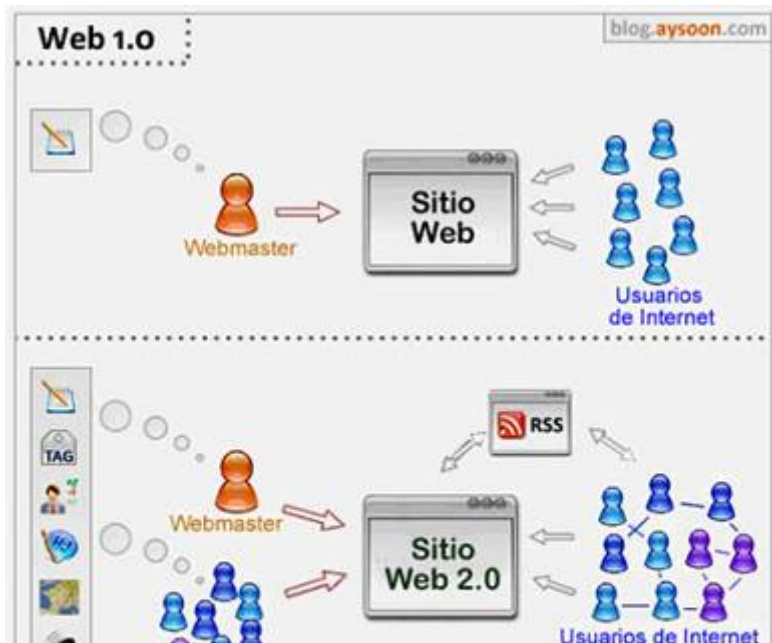 Web 1.0
blog.aysoon.com
Sitio
Web
Webmaster
Usuarios
de Internet
RSS
TAG
Webmaster
Sitio
Web 2.0
Usuarios de Internet